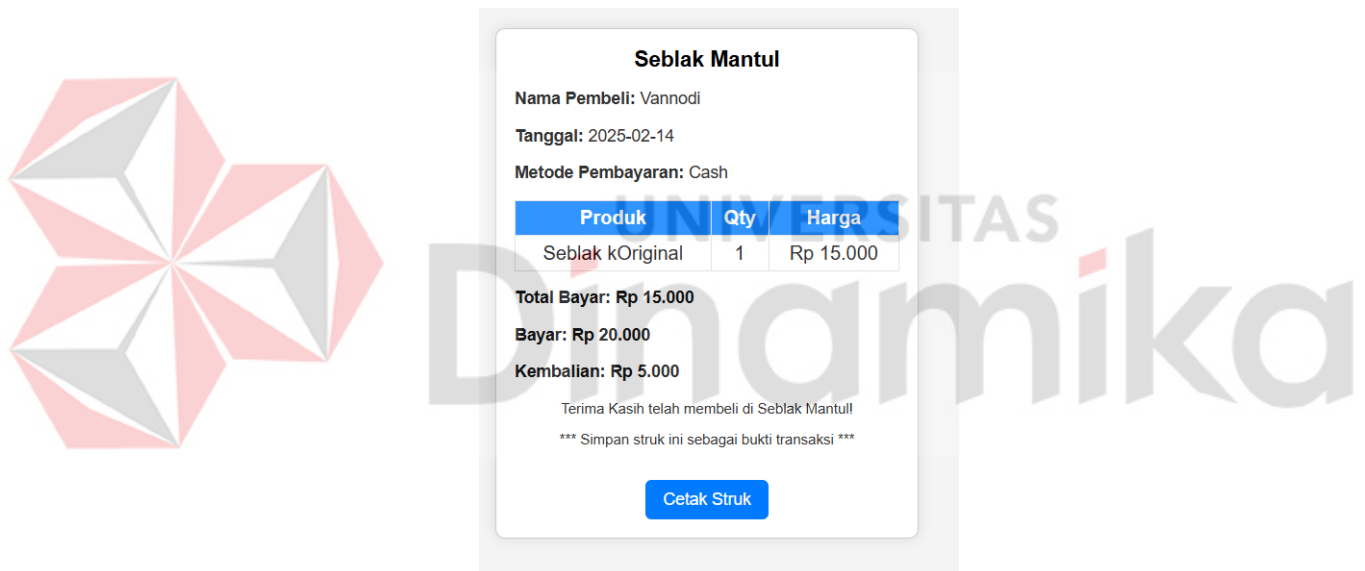 Seblak Mantul
Nama Pembeli: Vannodi
Tanggal: 2025-02-14
Metode Pembayaran: Cash
UNIVERSITAS
Dinamika
Produk Qty Harga
Seblak kOriginal 1 Rp 15.000
Total Bayar: Rp 15.000
Bayar: Rp 20.000
Kembalian: Rp 5.000
Terima Kasih telah membeli di Seblak Mantul!
*** Simpan struk ini sebagai bukti transaksi ***
Cetak Struk